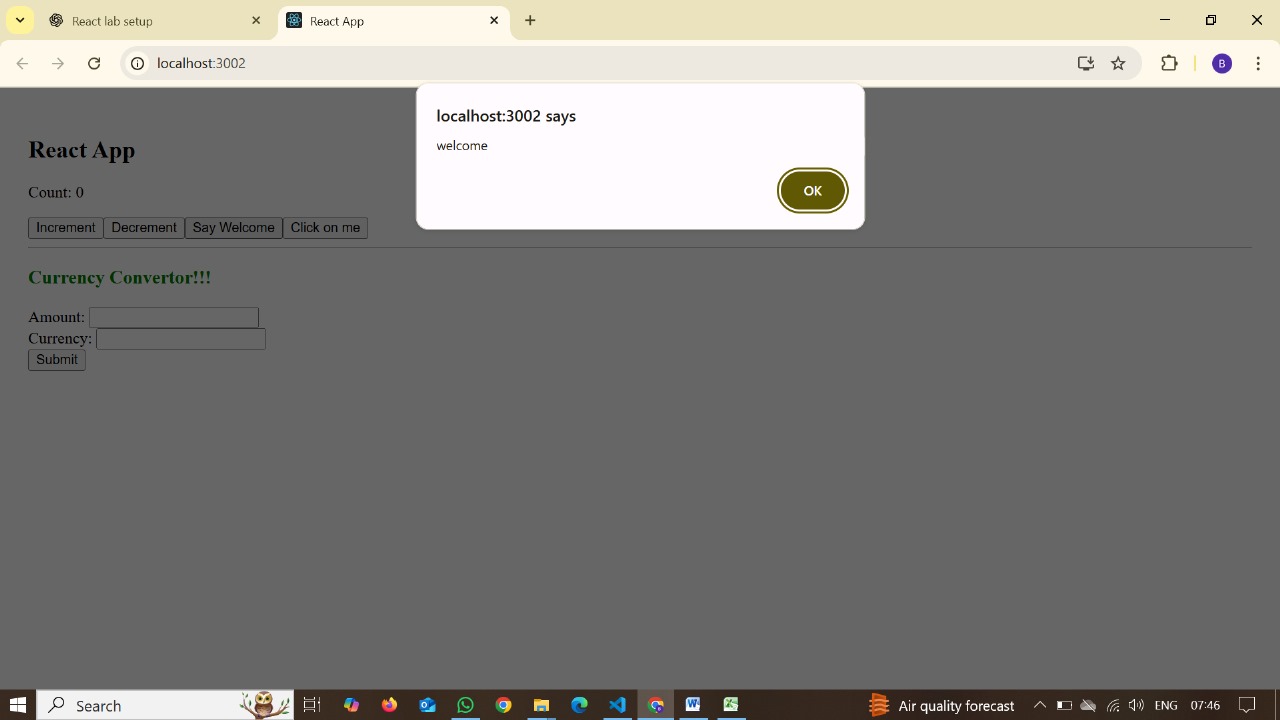 React lab setup
React App
localhost:3002
B
localhost:3002 says
welcome
OK
React App
Count: 0
Increment Decrement Say Welcome Click on me
Currency Convertor!!!
Amount:
Currency:
Submit
Search
Air quality forecast
ENG
07:46